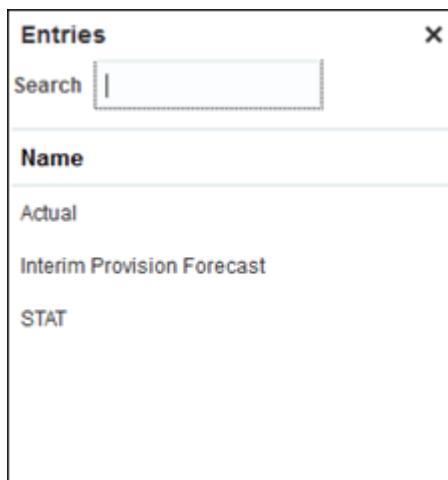 Entries
Search
Name
Actual
Interim Provision Forecast
STAT